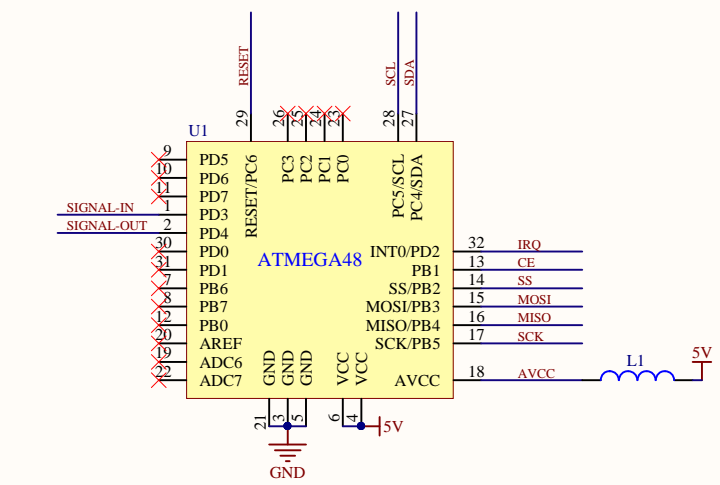 RESET
SCL
SDA
29
26
25
24
23
28
27
U1
RESET/PC6
PC3
PC2
PC1
PC0
PC5/SCL
PC4/SDA
9 PD5
10 PD6
11 PD7
SIGNAL-IN 1 PD3
SIGNAL-OUT 2 PD4
30 PD0
31 PD1
7 PB6
8 PB7
12 PB0
20 AREF
19 ADC6
22 ADC7
ATMEGA48
INT0/PD2 32 IRQ
PB1 13 CE
SS/PB2 14 SS
MOSI/PB3 15 MOSI
MISO/PB4 16 MISO
SCK/PB5 17 SCK
AVCC 18 AVCC
L1
5V
GND
GND
GND
VCC
VCC
21
3
5
6
4
5V
GND